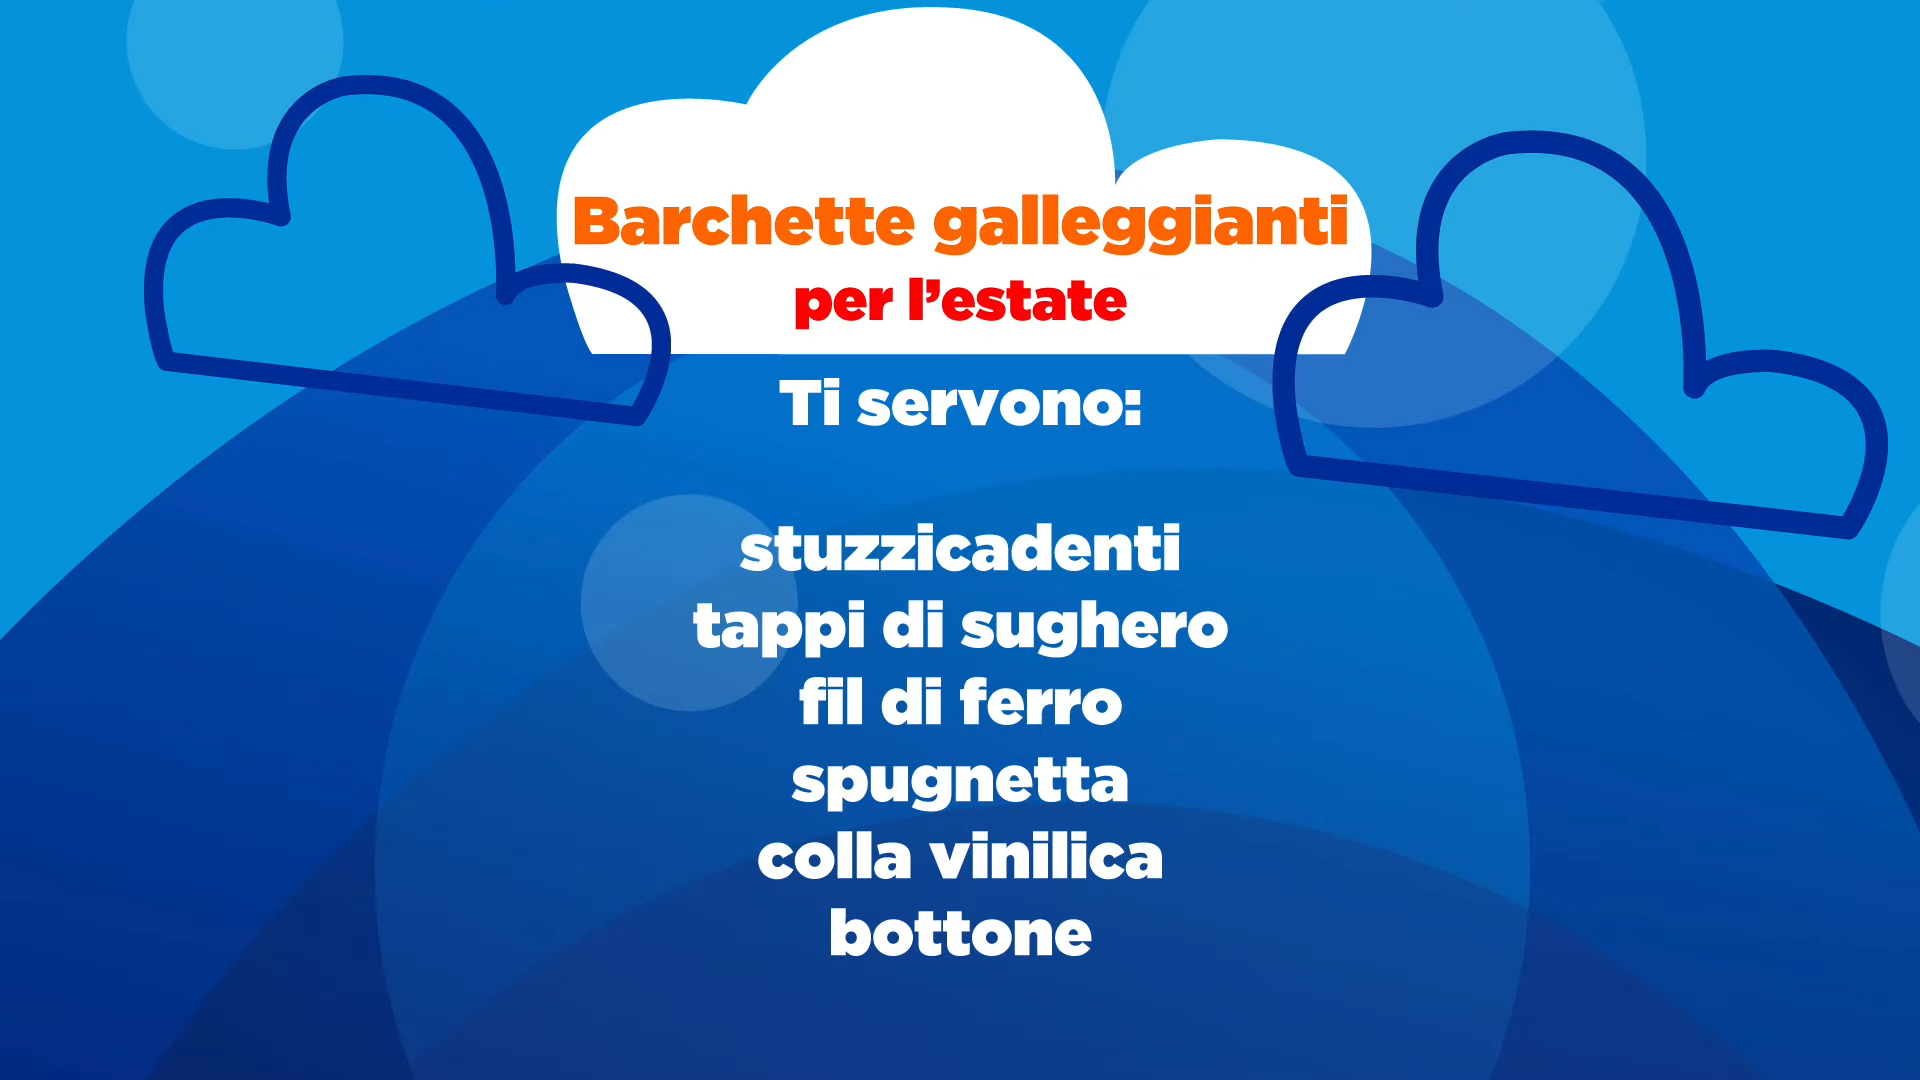 Barchette galleggianti
per l’estate
Ti servono:
stuzzicadenti
tappi di sughero
fil di ferro
spugnetta
colla vinilica
bottone